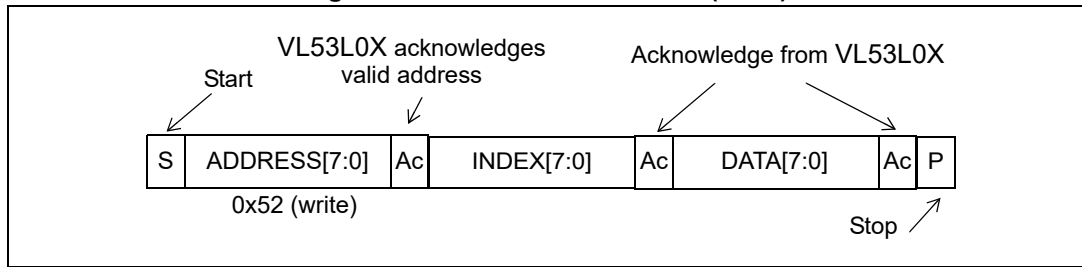 VL53L0X acknowledges
valid address
Acknowledge from VL53L0X
Start
S ADDRESS[7:0] Ac INDEX[7:0] Ac DATA[7:0] Ac P
0x52 (write)
Stop